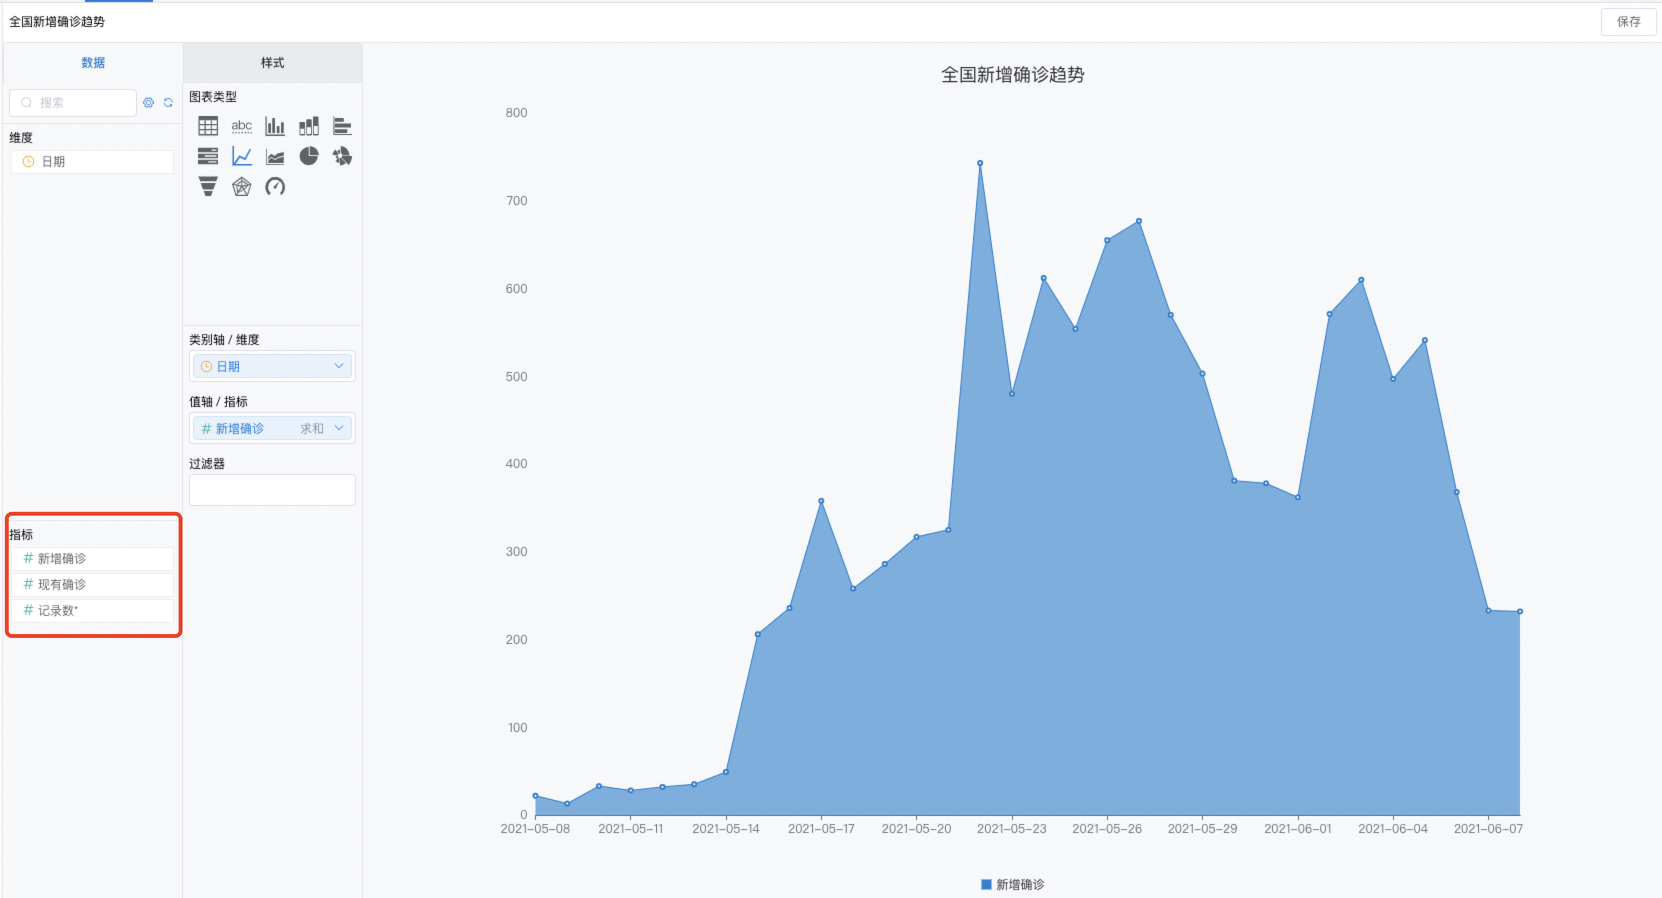 全国新增确诊趋势
保存
数据
样式
搜索
维度
日期
指标
# 新增确诊
# 现有确诊
# 记录数*
图表类型
abc
类别轴 / 维度
日期
值轴 / 指标
# 新增确诊 求和
过滤器
全国新增确诊趋势
800
700
600
500
400
300
200
100
0
2021-05-08 2021-05-11 2021-05-14 2021-05-17 2021-05-20 2021-05-23 2021-05-26 2021-05-29 2021-06-01 2021-06-04 2021-06-07
新增确诊